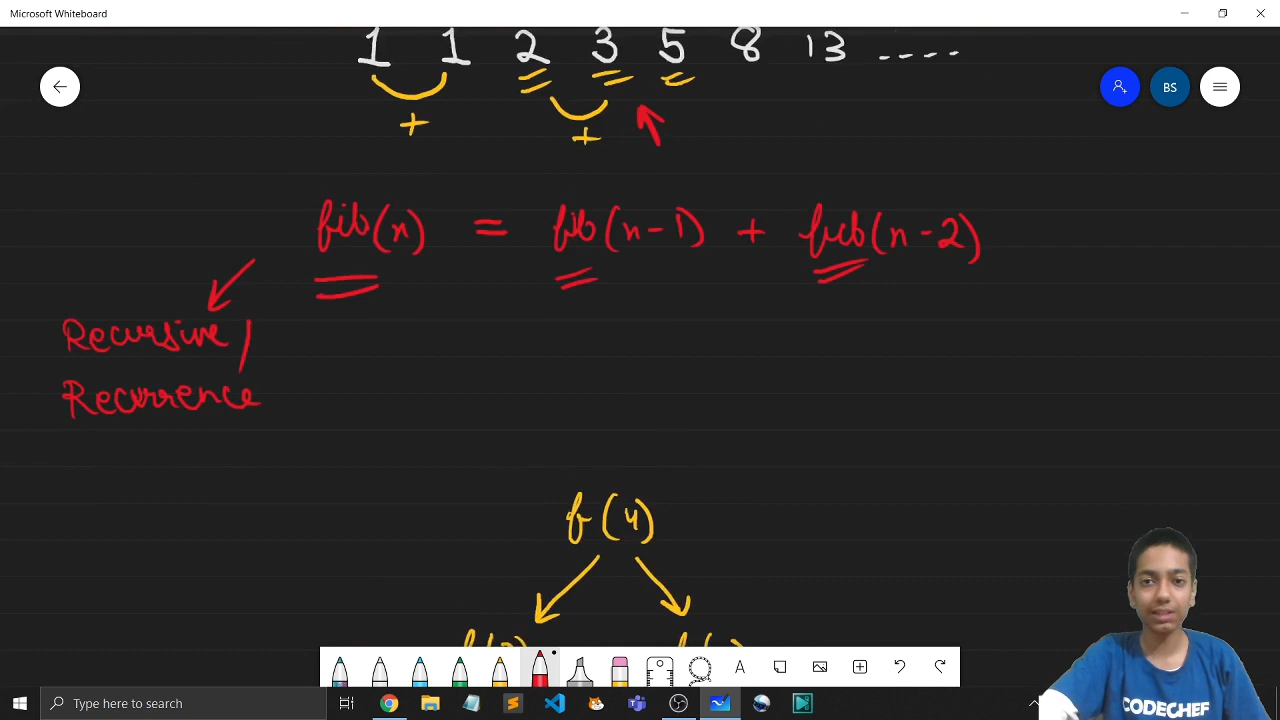 Microsoft Whiteboard
1 1 2 3 5 8 13 ....
+ +
BS
fib(n) = fib(n-1) + fib(n-2)
Recursive /
Recurrence
f(4)
A
Type here to search
CODECHEF